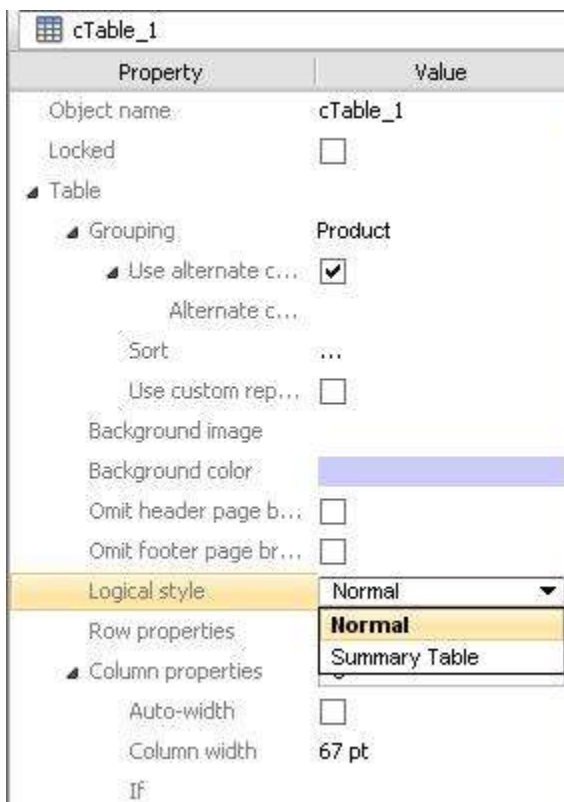 cTable_1
Property Value
Object name cTable_1
Locked
Table
Grouping Product
Use alternate c...
Alternate c...
Sort ...
Use custom rep...
Background image
Background color
Omit header page b...
Omit footer page br...
Logical style Normal
Row properties Normal
Summary Table
Column properties
Auto-width
Column width 67 pt
If